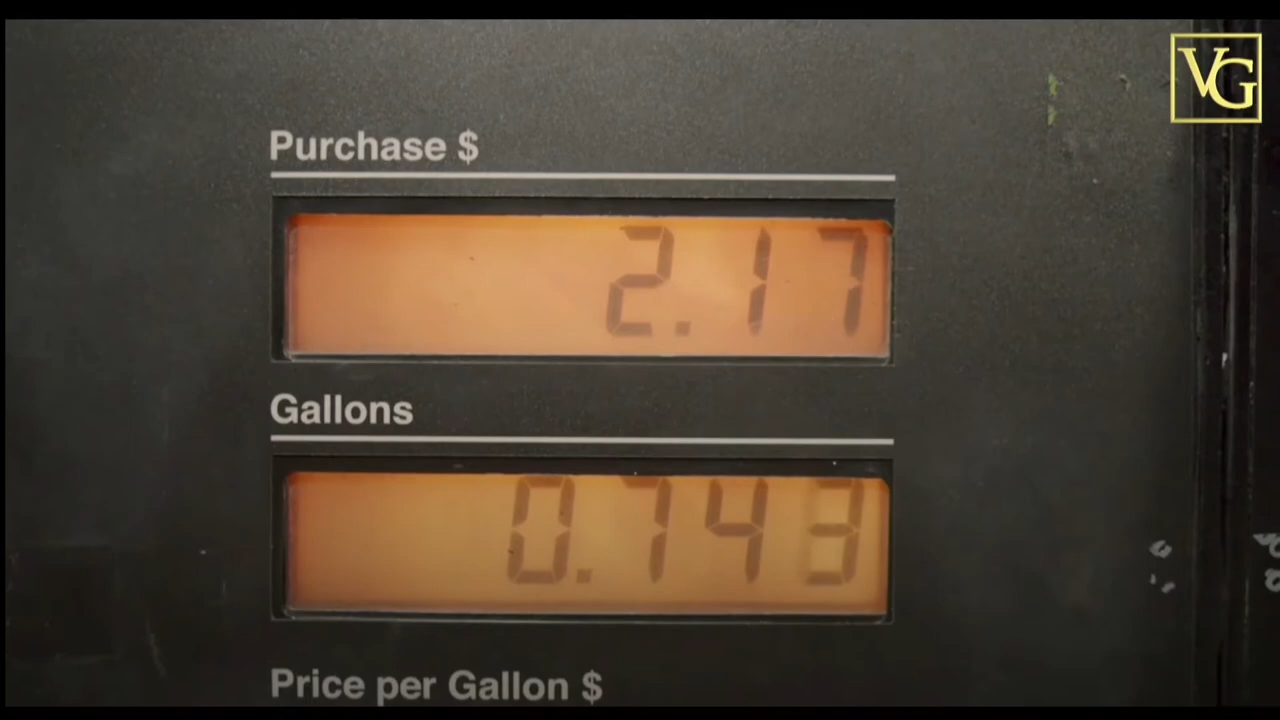 VG
Purchase $
2.17
Gallons
0.743
Price per Gallon $